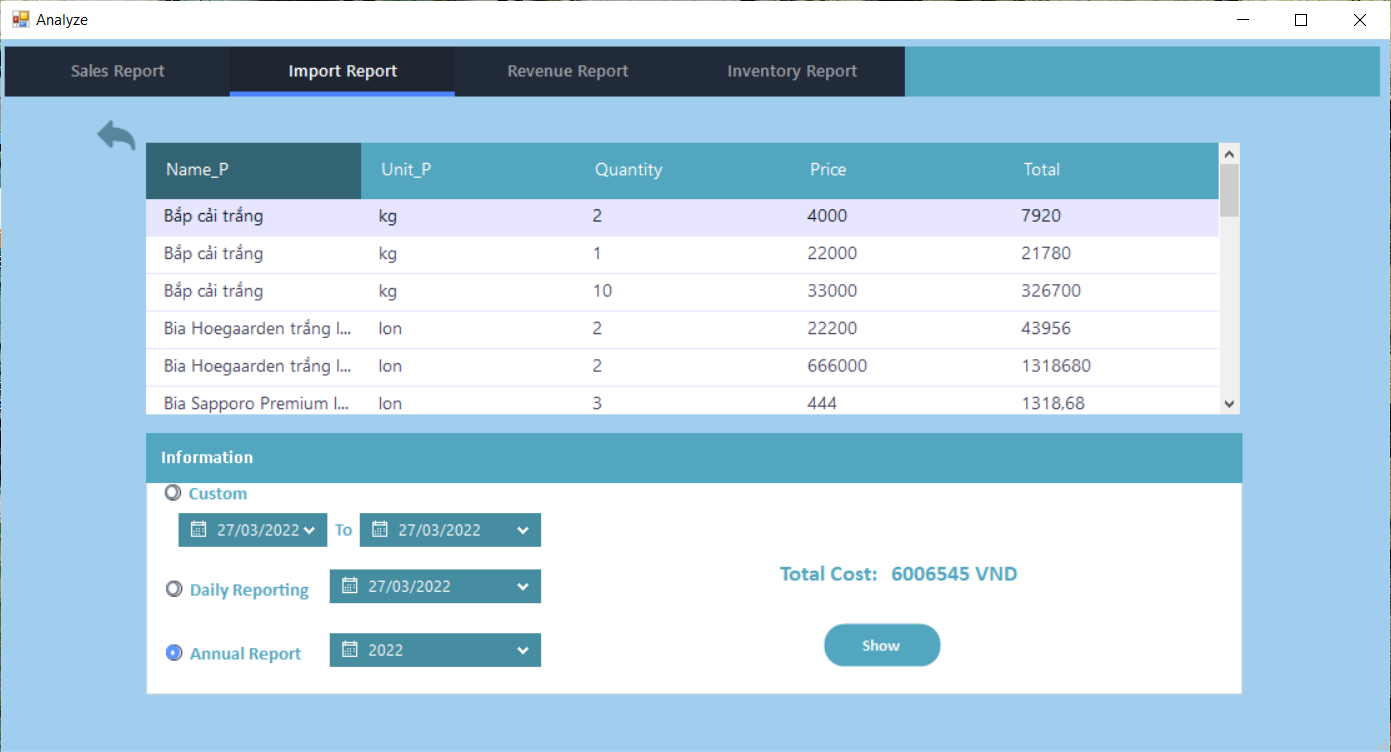 Analyze
Sales Report Import Report Revenue Report Inventory Report
Name_P Unit_P Quantity Price Total
Bắp cải trắng kg 2 4000 7920
Bắp cải trắng kg 1 22000 21780
Bắp cải trắng kg 10 33000 326700
Bia Hoegaarden trắng l... lon 2 22200 43956
Bia Hoegaarden trắng l... lon 2 666000 1318680
Bia Sapporo Premium l... lon 3 444 1318,68
Information
Custom
27/03/2022 To 27/03/2022
Daily Reporting 27/03/2022
Total Cost: 6006545 VND
Annual Report 2022
Show